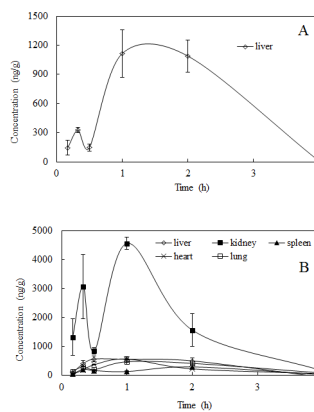 A
liver
Concentration (ng/g)
1500
1200
900
600
300
0
0 1 2 3
Time (h)
B
liver kidney spleen
heart lung
Concentration (ng/g)
5000
4000
3000
2000
1000
0
0 1 2 3
Time (h)